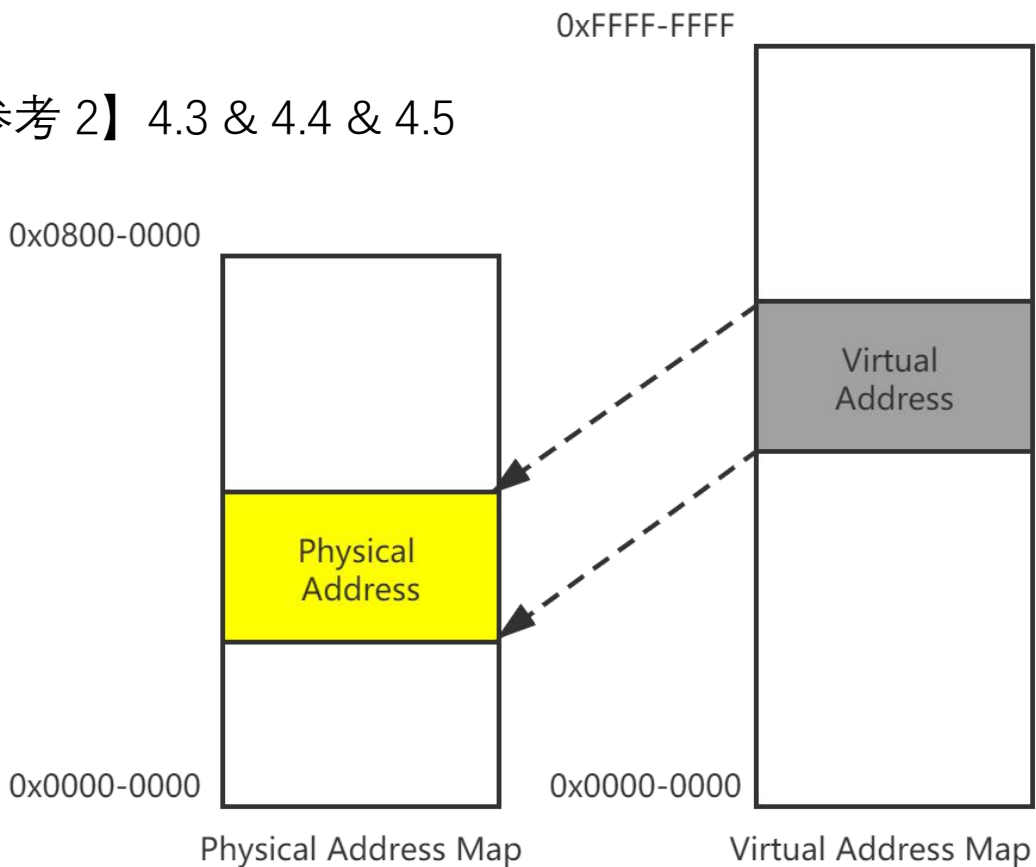 0xFFFF-FFFF
考 2】4.3 & 4.4 & 4.5
0x0800-0000
Virtual
Address
Physical
Address
0x0000-0000
0x0000-0000
Physical Address Map
Virtual Address Map